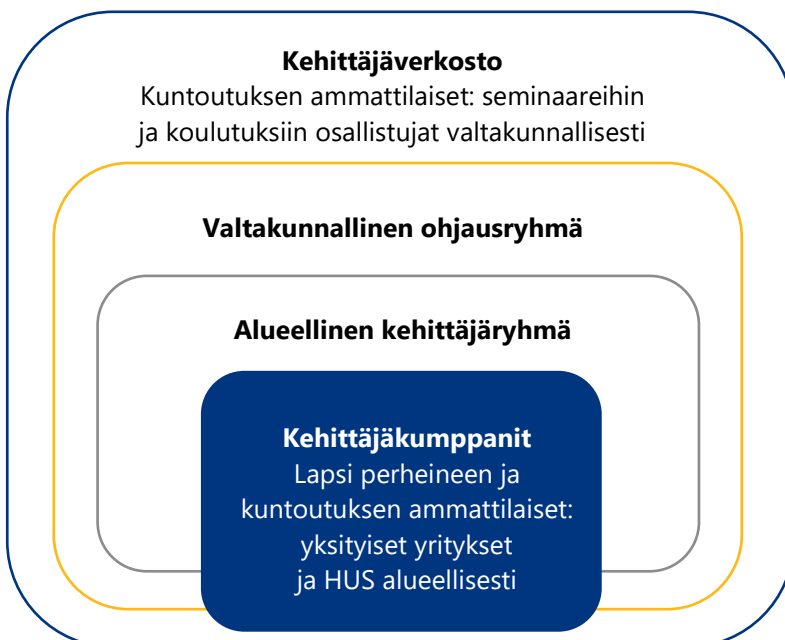 Kehittäjäverkosto
Kuntoutuksen ammattilaiset: seminaareihin
ja koulutuksiin osallistujat valtakunnallisesti
Valtakunnallinen ohjausryhmä
Alueellinen kehittäjäryhmä
Kehittäjäkumppanit
Lapsi perheineen ja
kuntoutuksen ammattilaiset:
yksityiset yritykset
ja HUS alueellisesti